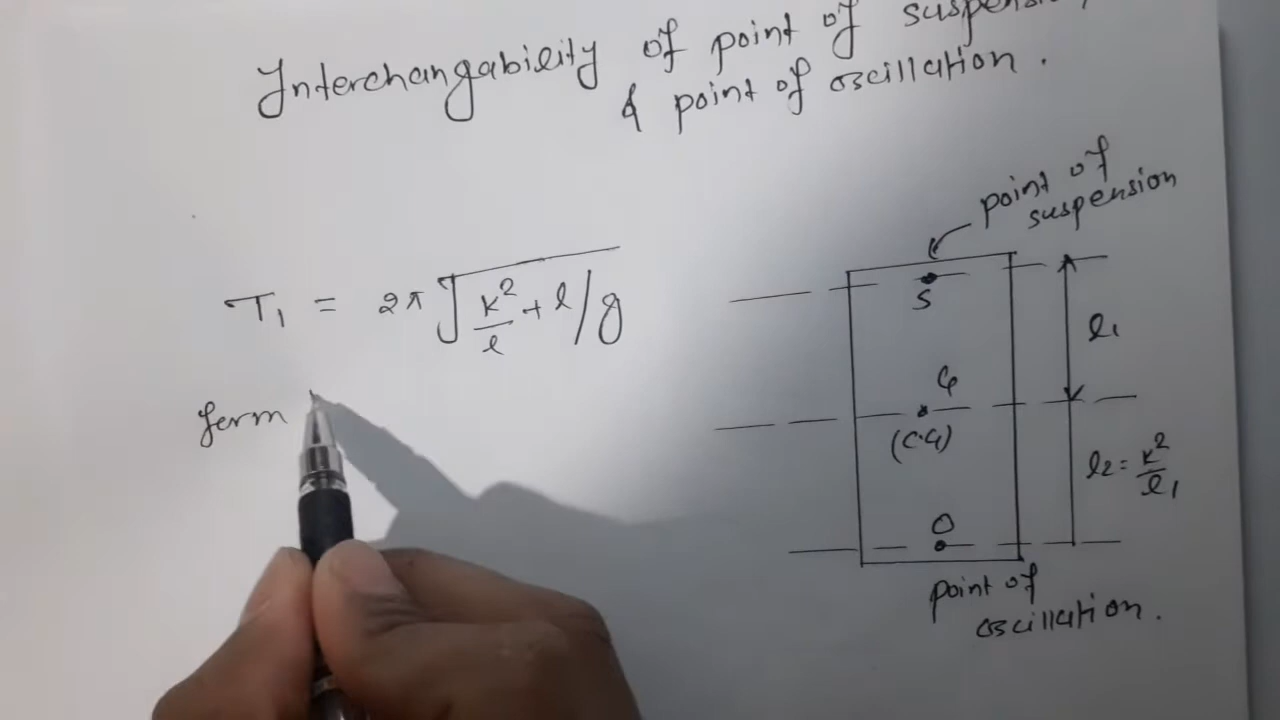 Interchangability of point of suspension
& point of oscillation.
point of
suspension
S
T₁ = 2π √(k²/l + l/g)
l₁
G
(C.G)
form
l₂ = k²/l₁
O
point of
oscillation.